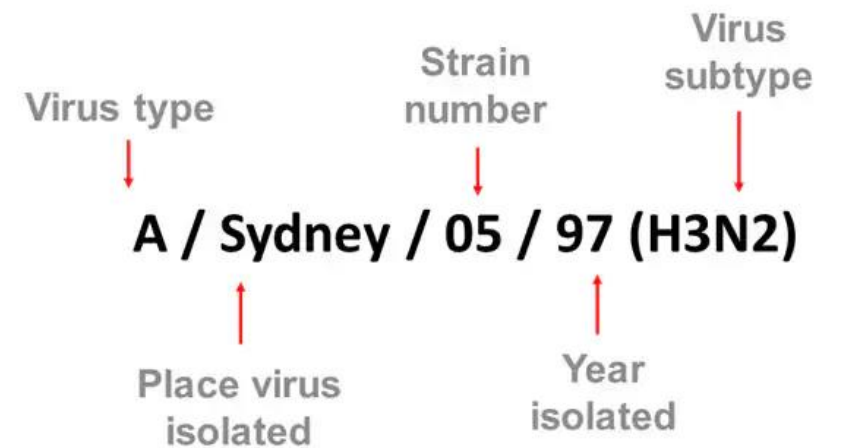 Virus
subtype
Strain
number
Virus type
A / Sydney / 05 / 97 (H3N2)
Place virus
isolated
Year
isolated